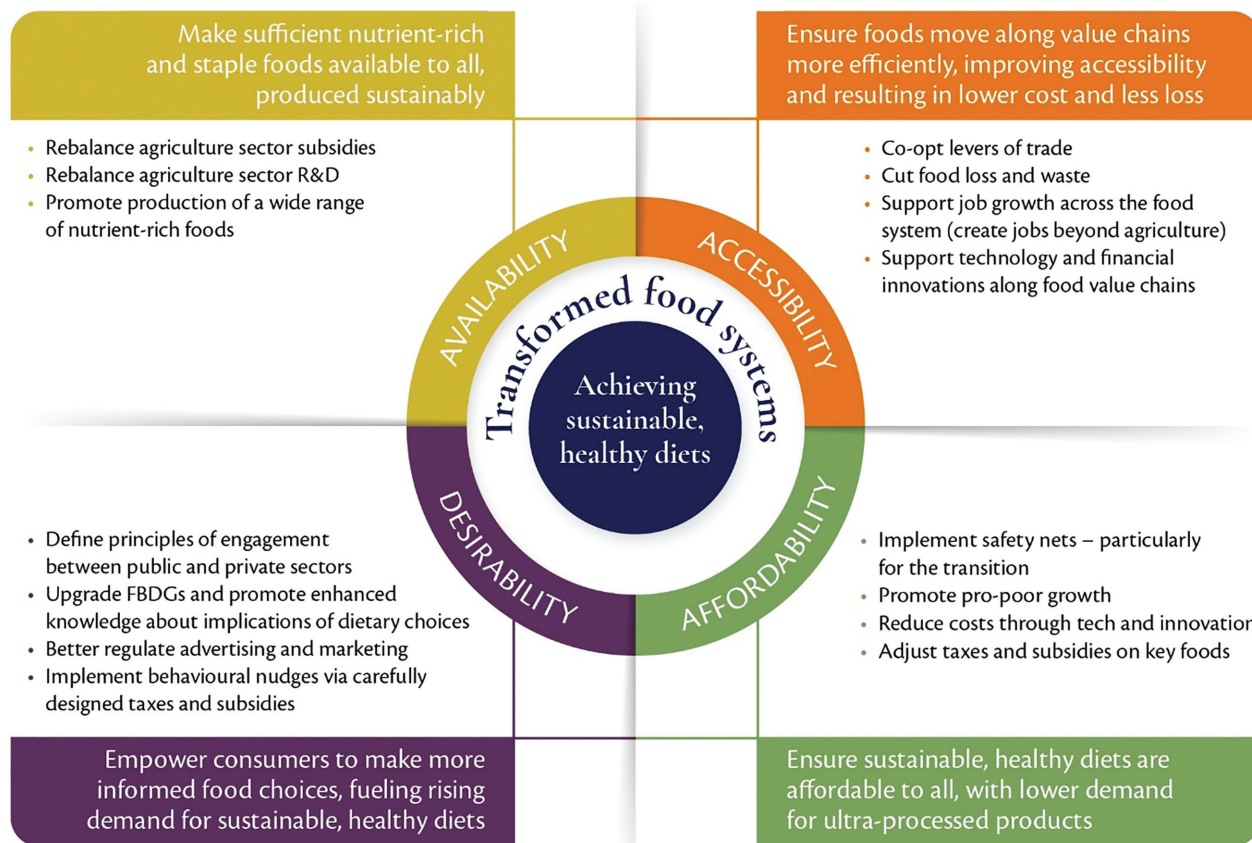 Make sufficient nutrient-rich
and staple foods available to all,
produced sustainably
• Rebalance agriculture sector subsidies
• Rebalance agriculture sector R&D
• Promote production of a wide range
of nutrient-rich foods
Ensure foods move along value chains
more efficiently, improving accessibility
and resulting in lower cost and less loss
• Co-opt levers of trade
• Cut food loss and waste
• Support job growth across the food
system (create jobs beyond agriculture)
• Support technology and financial
innovations along food value chains
AVAILABILITY
ACCESSIBILITY
Transformed food systems
Achieving
sustainable,
healthy diets
DESIRABILITY
AFFORDABILITY
• Define principles of engagement
between public and private sectors
• Upgrade FBDGs and promote enhanced
knowledge about implications of dietary choices
• Better regulate advertising and marketing
• Implement behavioural nudges via carefully
designed taxes and subsidies
Empower consumers to make more
informed food choices, fueling rising
demand for sustainable, healthy diets
• Implement safety nets – particularly
for the transition
• Promote pro-poor growth
• Reduce costs through tech and innovation
• Adjust taxes and subsidies on key foods
Ensure sustainable, healthy diets are
affordable to all, with lower demand
for ultra-processed products